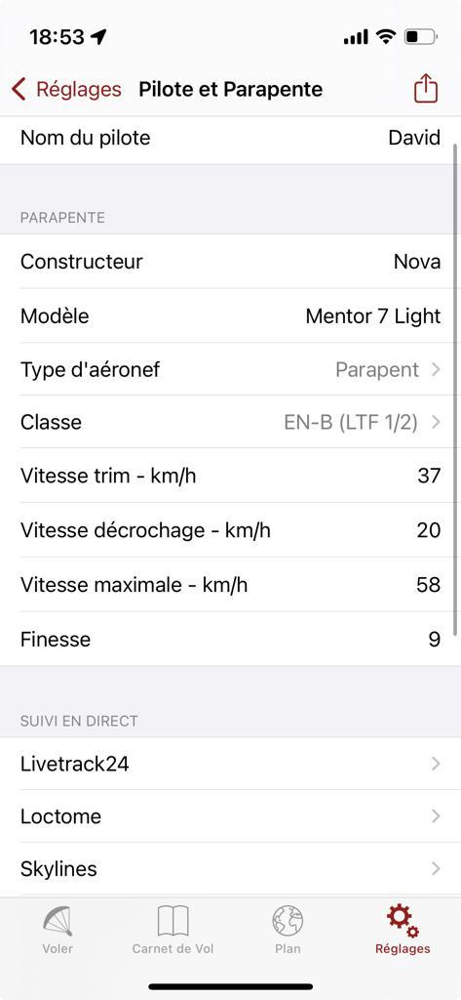 18:53
Réglages Pilote et Parapente
Nom du pilote David
PARAPENTE
Constructeur Nova
Modèle Mentor 7 Light
Type d'aéronef Parapent
Classe EN-B (LTF 1/2)
Vitesse trim - km/h 37
Vitesse décrochage - km/h 20
Vitesse maximale - km/h 58
Finesse 9
SUIVI EN DIRECT
Livetrack24
Loctome
Skylines
Voler Carnet de Vol Plan Réglages